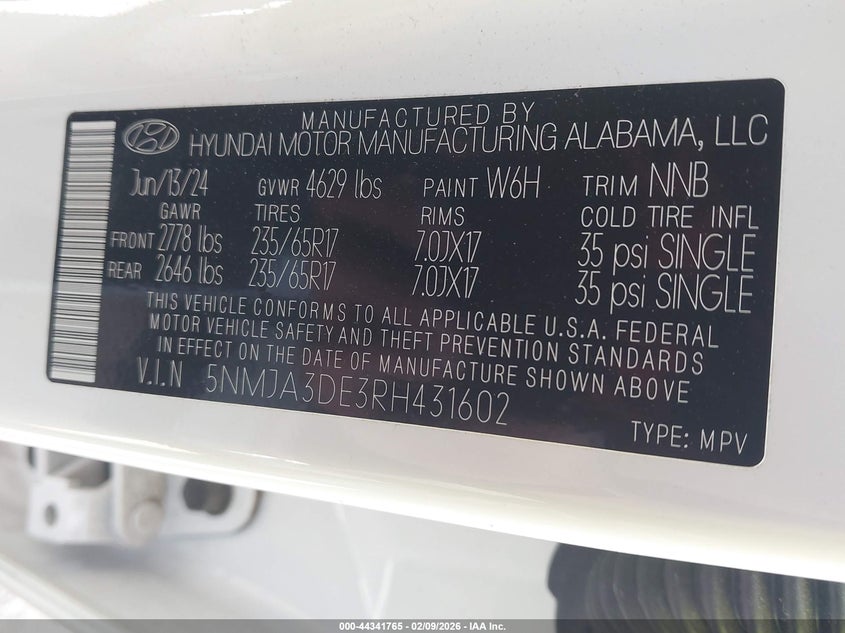 MANUFACTURED BY
HYUNDAI MOTOR MANUFACTURING ALABAMA, LLC
Jun/13/24 GVWR 4629 lbs PAINT W6H TRIM NNB
GAWR TIRES RIMS COLD TIRE INFL
FRONT 2778 lbs 235/65R17 7.0JX17 35 psi SINGLE
REAR 2646 lbs 235/65R17 7.0JX17 35 psi SINGLE
THIS VEHICLE CONFORMS TO ALL APPLICABLE U.S.A. FEDERAL
MOTOR VEHICLE SAFETY AND THEFT PREVENTION STANDARDS
IN EFFECT ON THE DATE OF MANUFACTURE SHOWN ABOVE
V.I.N 5NMJA3DE3RH431602
TYPE: MPV
000-44341765 - 02/09/2026 - IAA Inc.